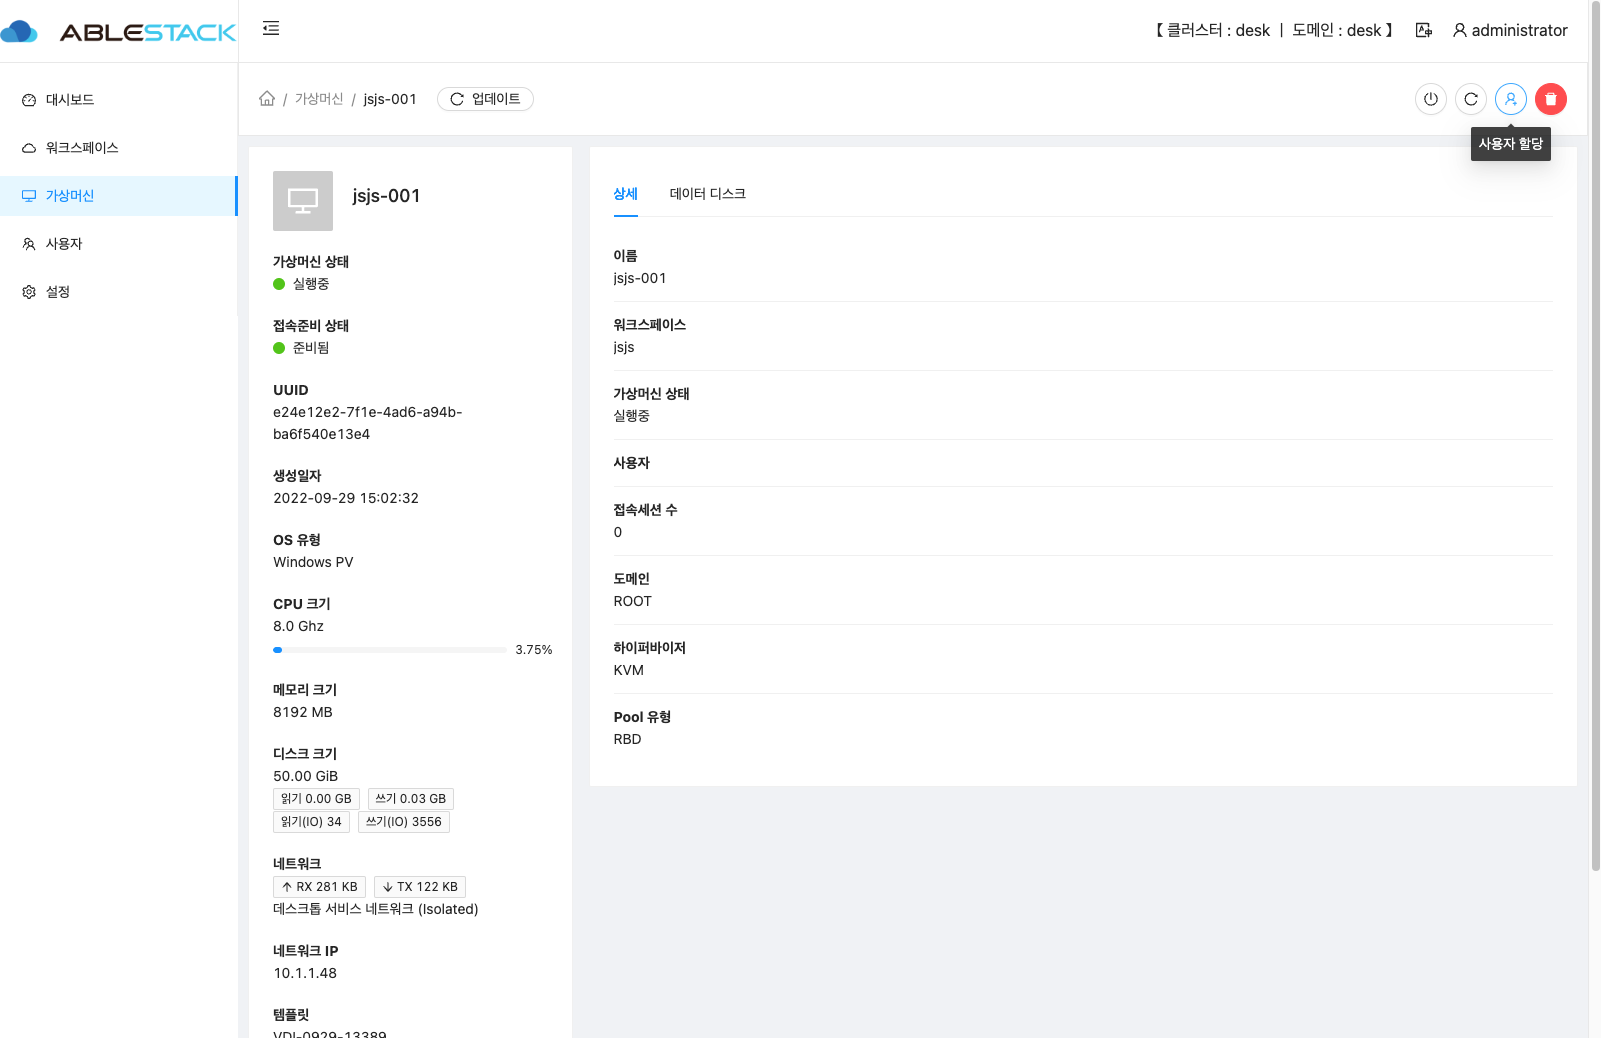 ABLESTACK
【 클러스터 : desk | 도메인 : desk 】
administrator
대시보드
워크스페이스
가상머신
사용자
설정
/ 가상머신 / jsjs-001
업데이트
사용자 할당
jsjs-001
가상머신 상태
실행중
접속준비 상태
준비됨
UUID
e24e12e2-7f1e-4ad6-a94b-
ba6f540e13e4
생성일자
2022-09-29 15:02:32
OS 유형
Windows PV
CPU 크기
8.0 Ghz
3.75%
메모리 크기
8192 MB
디스크 크기
50.00 GiB
읽기 0.00 GB 쓰기 0.03 GB
읽기(IO) 34 쓰기(IO) 3556
네트워크
RX 281 KB TX 122 KB
데스크톱 서비스 네트워크 (Isolated)
네트워크 IP
10.1.1.48
템플릿
VDI-0929-13389
상세 데이터 디스크
이름
jsjs-001
워크스페이스
jsjs
가상머신 상태
실행중
사용자
접속세션 수
0
도메인
ROOT
하이퍼바이저
KVM
Pool 유형
RBD